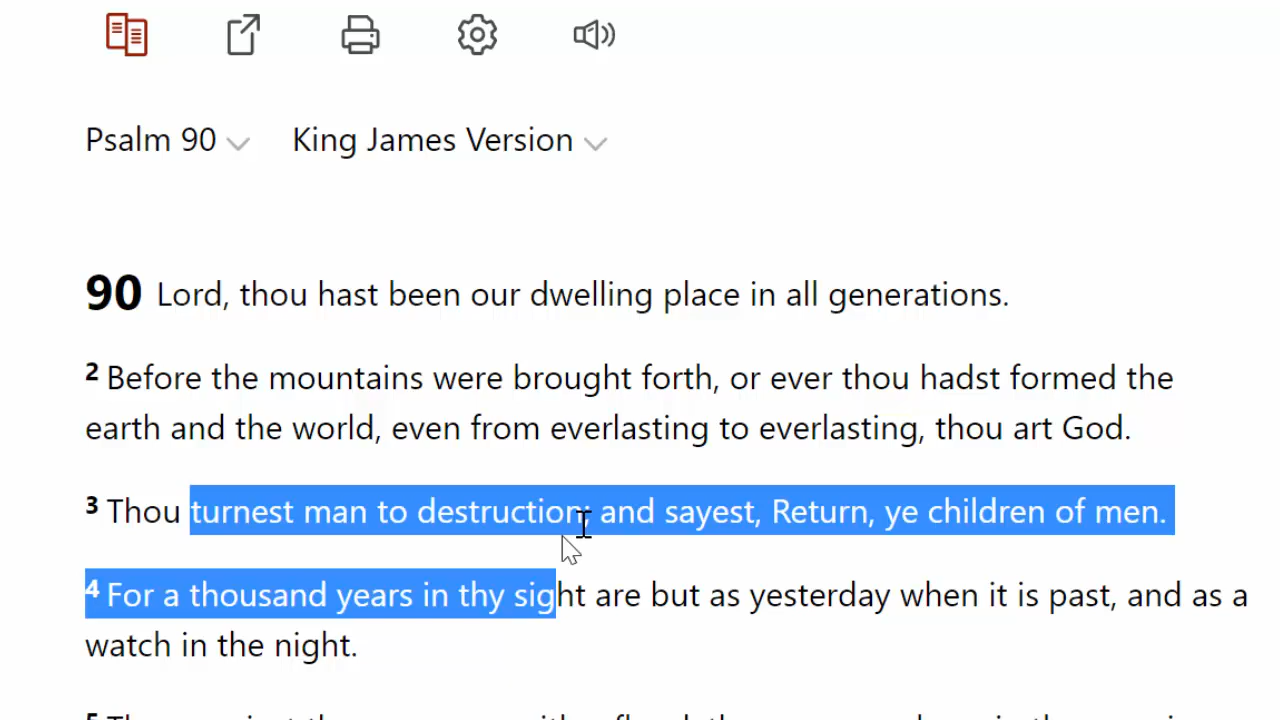 Psalm 90 King James Version
90 Lord, thou hast been our dwelling place in all generations.
2 Before the mountains were brought forth, or ever thou hadst formed the
earth and the world, even from everlasting to everlasting, thou art God.
3 Thou turnest man to destruction; and sayest, Return, ye children of men.
4 For a thousand years in thy sight are but as yesterday when it is past, and as a
watch in the night.